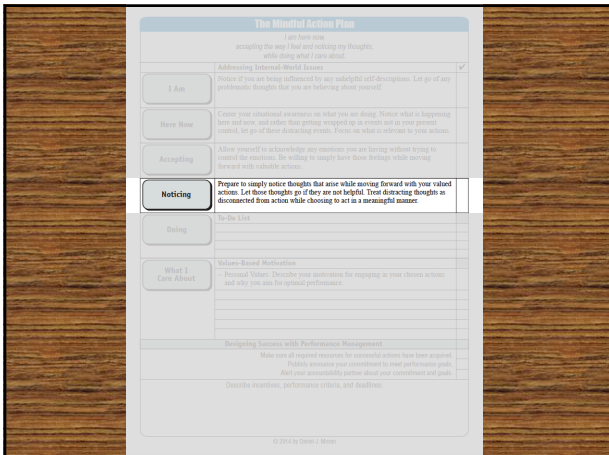 The Mindful Action Plan
I am here now,
accepting the way I feel and noticing my thoughts,
while doing what I care about.
Addressing Internal-World Issues ✔
I Am
Notice if you are being influenced by any unhelpful self-descriptions. Let go of any
problematic thoughts that you are believing about yourself.
Here Now
Center your situational awareness on what you are doing. Notice what is happening
here and now, and rather than getting wrapped up in events not in your present
control, let go of these distracting events. Focus on what is relevant to your actions.
Accepting
Allow yourself to acknowledge any emotions you are having without trying to
control the emotions. Be willing to simply have those feelings while moving
forward with valuable actions.
Noticing
Prepare to simply notice thoughts that arise while moving forward with your valued
actions. Let those thoughts go if they are not helpful. Treat distracting thoughts as
disconnected from action while choosing to act in a meaningful manner.
Doing
To-Do List
What I
Care About
Values-Based Motivation
– Personal Values: Describe your motivation for engaging in your chosen actions
and why you aim for optimal performance.
Designing Success with Performance Management
Make sure all required resources for successful actions have been acquired.
Publicly announce your commitment to meet performance goals.
Alert your accountability partner about your commitment and goals.
Describe incentives, performance criteria, and deadlines
© 2014 by Daniel J. Moran